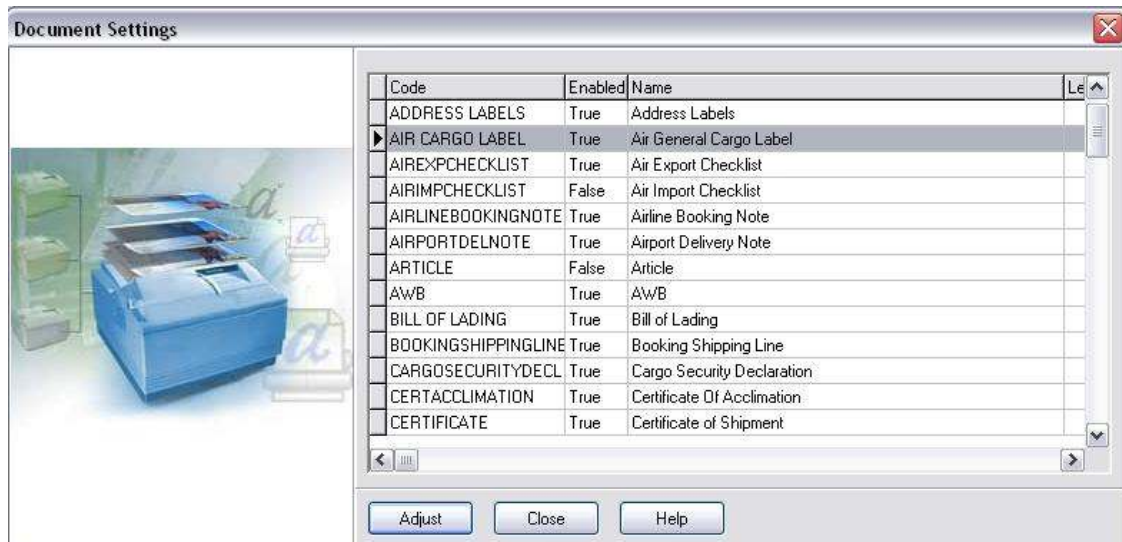 Document Settings
Code Enabled Name Le
ADDRESS LABELS True Address Labels
AIR CARGO LABEL True Air General Cargo Label
AIREXPCHECKLIST True Air Export Checklist
AIRIMPCHECKLIST False Air Import Checklist
AIRLINEBOOKINGNOTE True Airline Booking Note
AIRPORTDELNOTE True Airport Delivery Note
ARTICLE False Article
AWB True AWB
BILL OF LADING True Bill of Lading
BOOKINGSHIPPINGLINE True Booking Shipping Line
CARGOSECURITYDECL True Cargo Security Declaration
CERTACCLIMATION True Certificate Of Acclimation
CERTIFICATE True Certificate of Shipment
a
a
a
Adjust Close Help